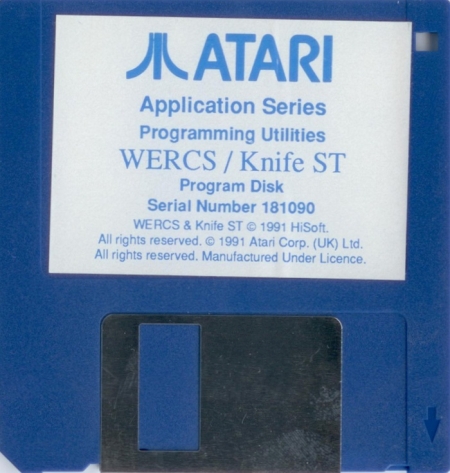 ATARI
Application Series
Programming Utilities
WERCS / Knife ST
Program Disk
Serial Number 181090
WERCS & Knife ST © 1991 HiSoft.
All rights reserved. © 1991 Atari Corp. (UK) Ltd.
All rights reserved. Manufactured Under Licence.